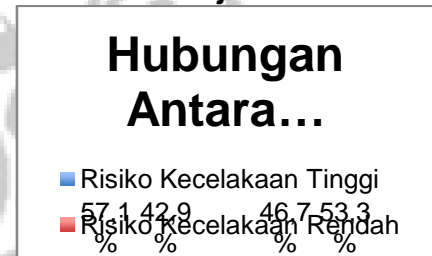 Hubungan
Antara...
Risiko Kecelakaan Tinggi
57,1 42,9 46,7 53,3
Risiko Kecelakaan Rendah
% % % %